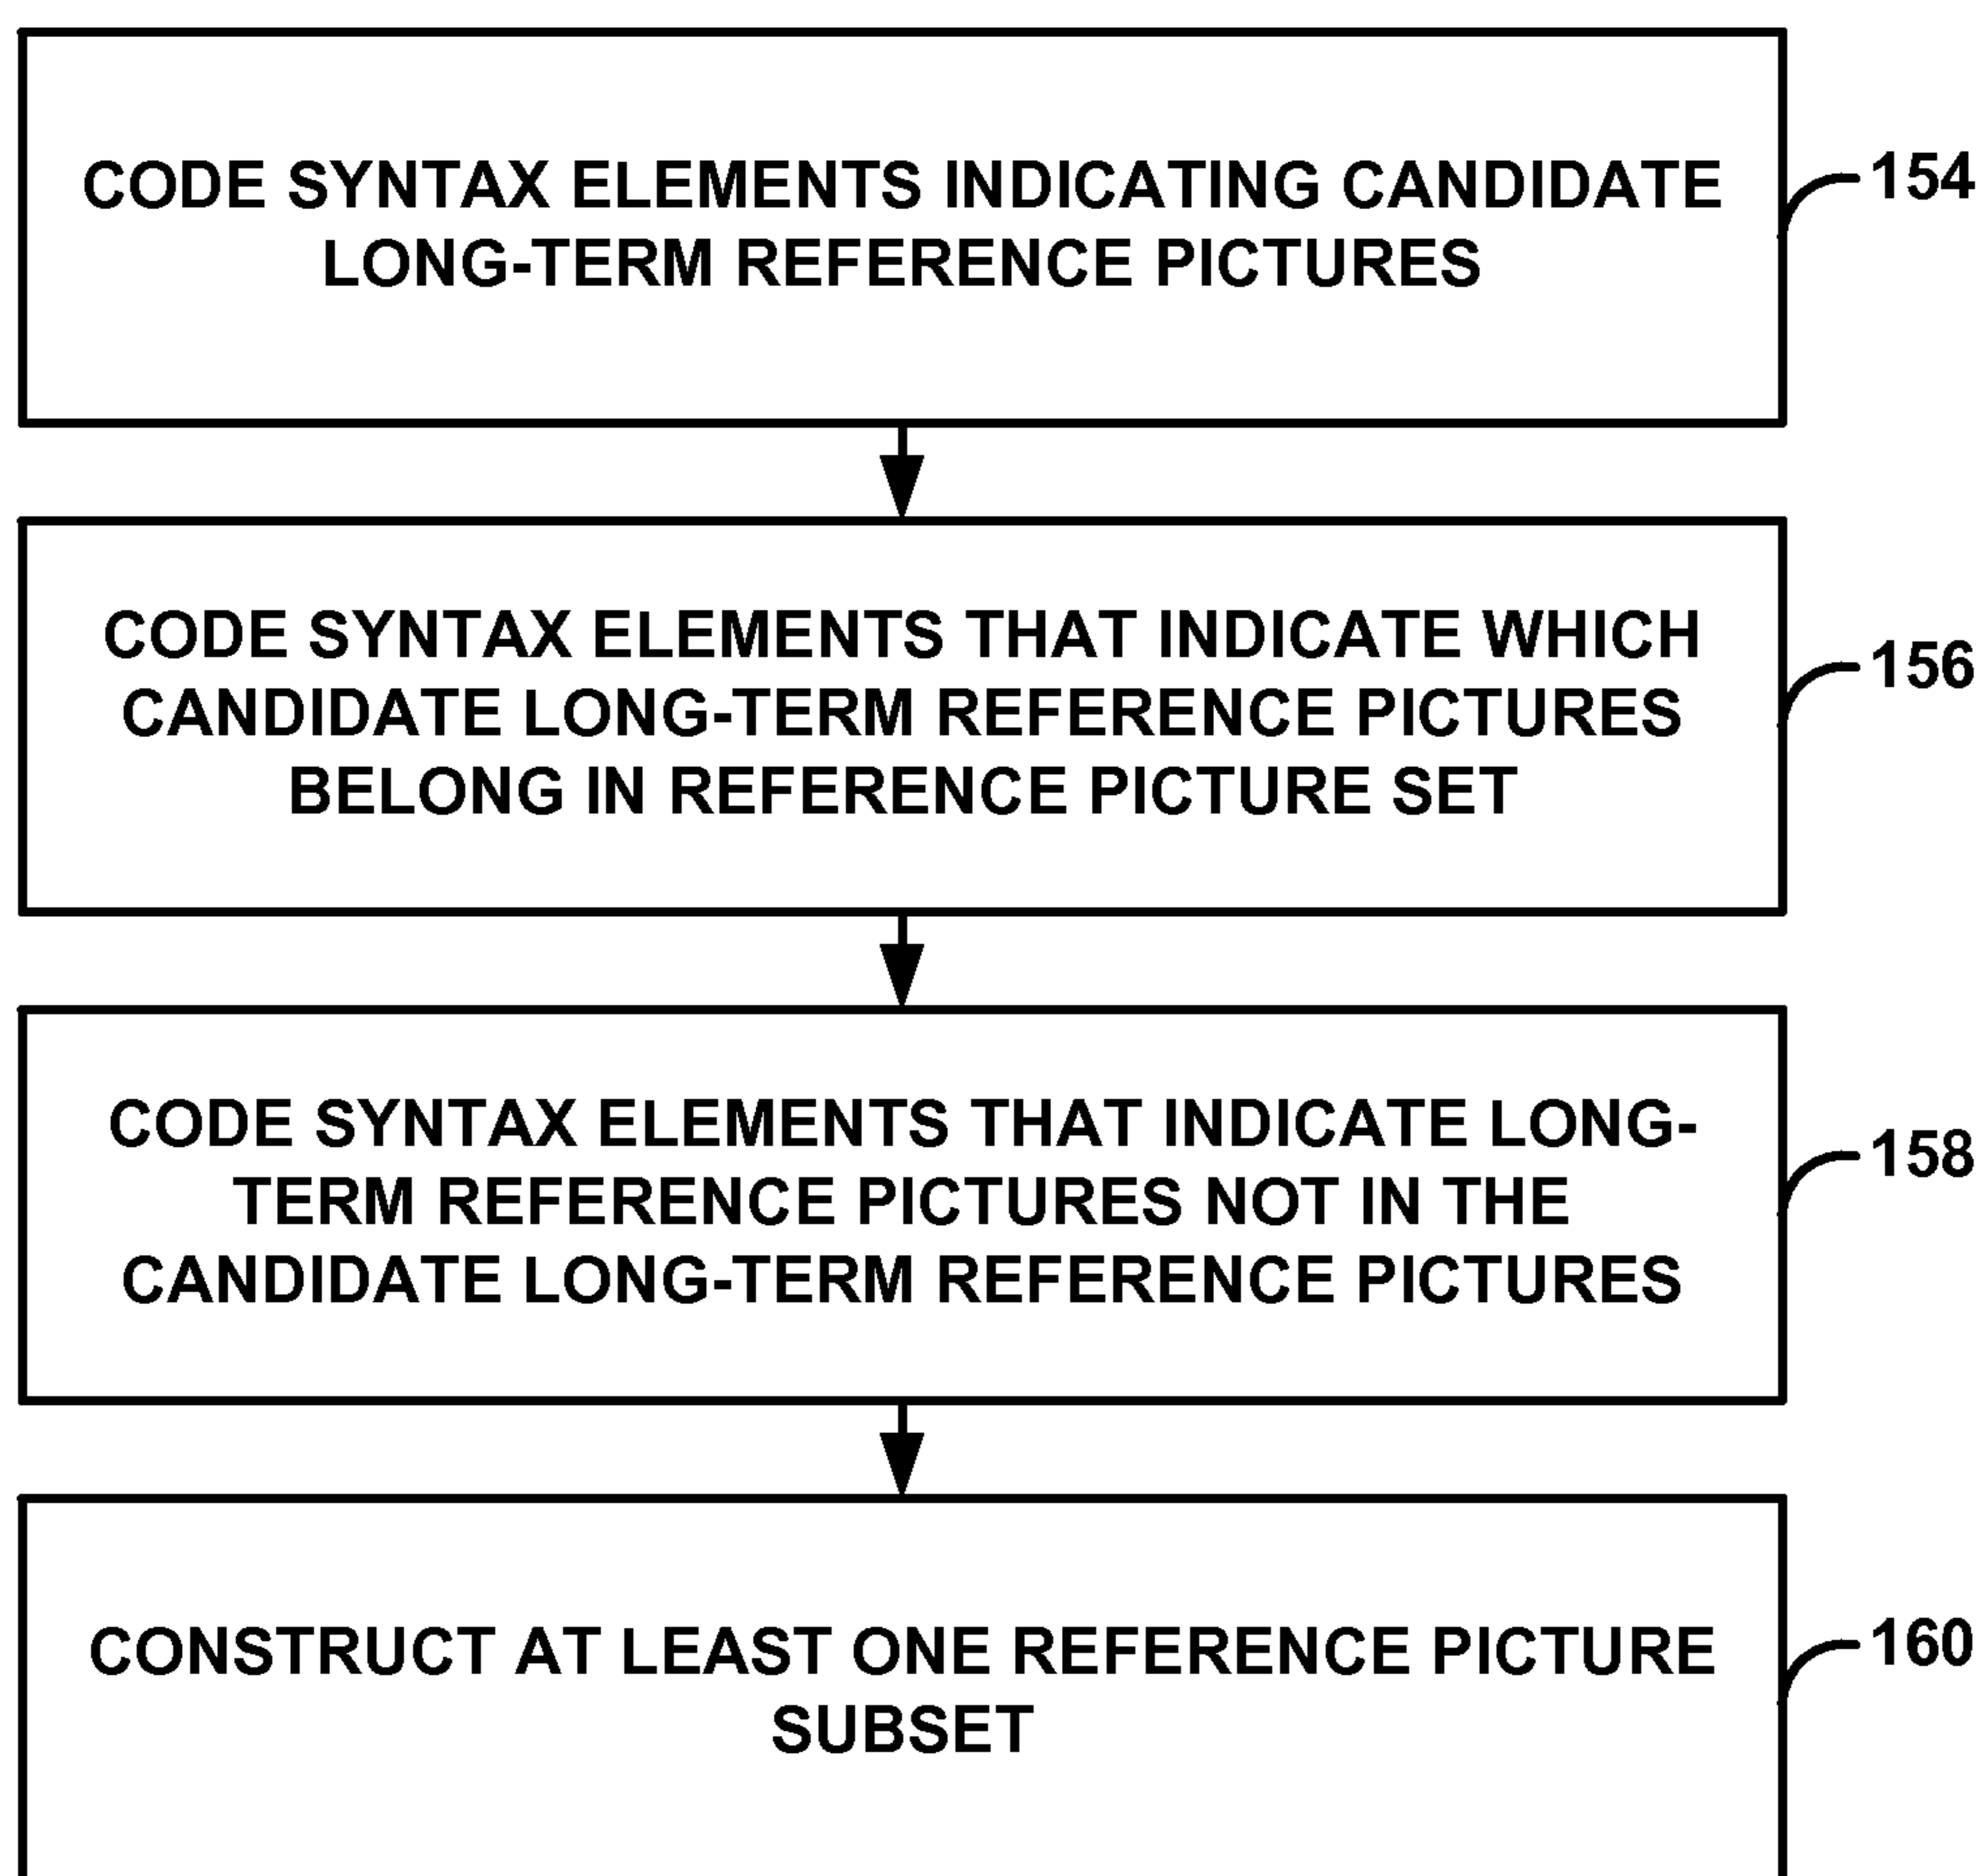 CODE SYNTAX ELEMENTS INDICATING CANDIDATE
LONG-TERM REFERENCE PICTURES
154
CODE SYNTAX ELEMENTS THAT INDICATE WHICH
CANDIDATE LONG-TERM REFERENCE PICTURES
BELONG IN REFERENCE PICTURE SET
156
CODE SYNTAX ELEMENTS THAT INDICATE LONG-
TERM REFERENCE PICTURES NOT IN THE
CANDIDATE LONG-TERM REFERENCE PICTURES
158
CONSTRUCT AT LEAST ONE REFERENCE PICTURE
SUBSET
160